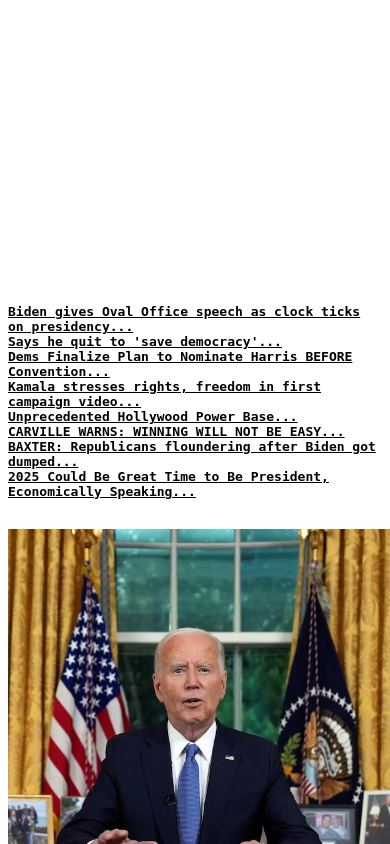 Biden gives Oval Office speech as clock ticks
on presidency...
Says he quit to 'save democracy'...
Dems Finalize Plan to Nominate Harris BEFORE
Convention...
Kamala stresses rights, freedom in first
campaign video...
Unprecedented Hollywood Power Base...
CARVILLE WARNS: WINNING WILL NOT BE EASY...
BAXTER: Republicans floundering after Biden got
dumped...
2025 Could Be Great Time to Be President,
Economically Speaking...